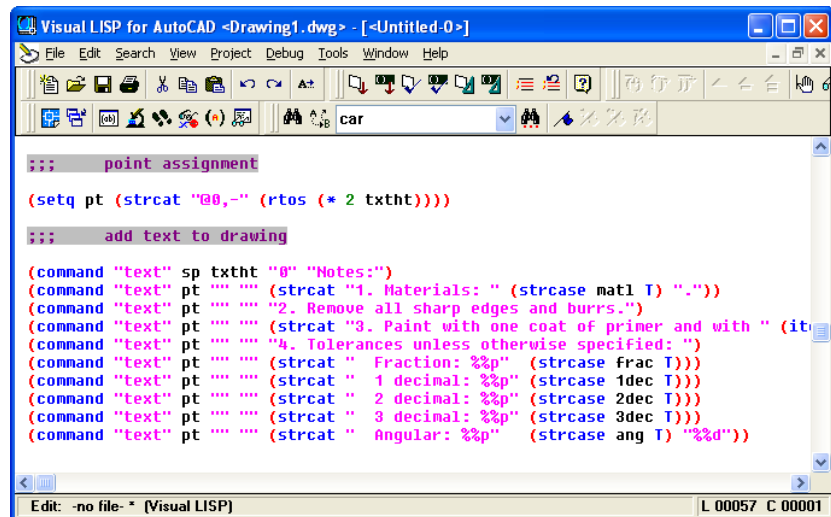 Visual LISP for AutoCAD <Drawing1.dwg> - [<Untitled-0>]
File Edit Search View Project Debug Tools Window Help
car
;;; point assignment
(setq pt (strcat "@0,-" (rtos (* 2 txtht))))
;;; add text to drawing
(command "text" sp txtht "0" "Notes:")
(command "text" pt "" "" (strcat "1. Materials: " (strcase matl T) "."))
(command "text" pt "" "" "2. Remove all sharp edges and burrs.")
(command "text" pt "" "" (strcat "3. Paint with one coat of primer and with " (it
(command "text" pt "" "" "4. Tolerances unless otherwise specified: ")
(command "text" pt "" "" (strcat "  Fraction: %%p"  (strcase frac T)))
(command "text" pt "" "" (strcat "  1 decimal: %%p" (strcase 1dec T)))
(command "text" pt "" "" (strcat "  2 decimal: %%p" (strcase 2dec T)))
(command "text" pt "" "" (strcat "  3 decimal: %%p" (strcase 3dec T)))
(command "text" pt "" "" (strcat "  Angular: %%p"   (strcase ang T) "%%d"))
Edit: -no file- * (Visual LISP) L 00057 C 00001